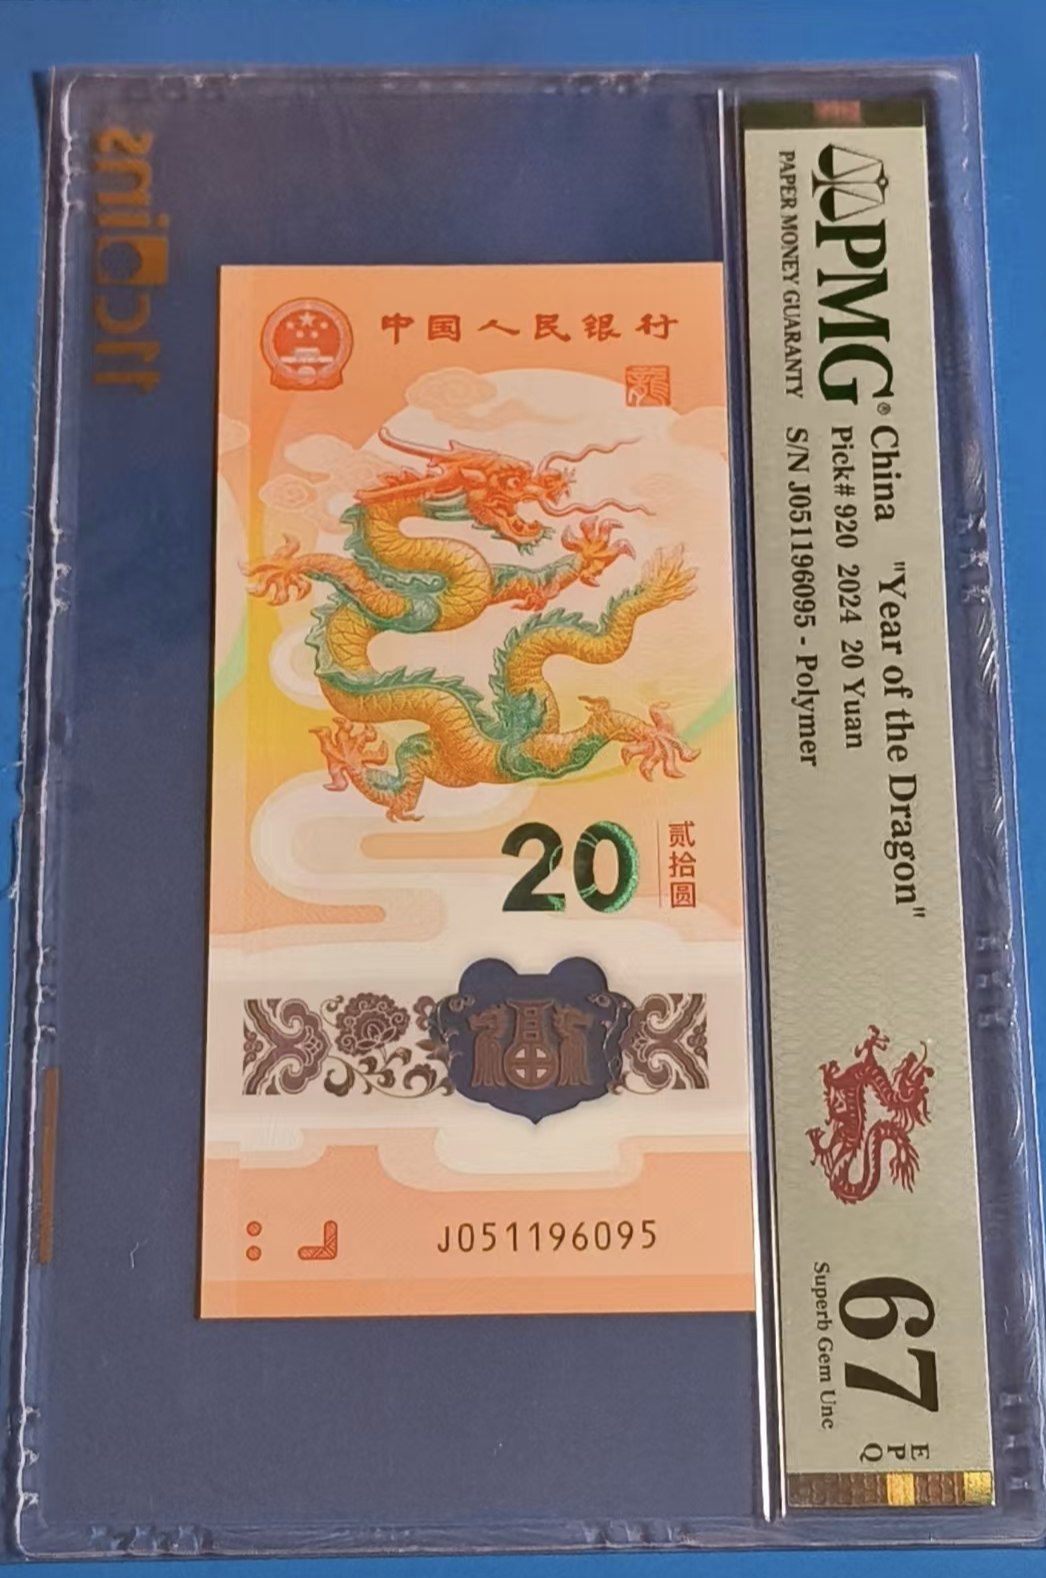 中国人民银行
龍
20
贰拾圆
J051196095
PMG®
PAPER MONEY GUARANTY
China "Year of the Dragon"
Pick# 920 2024 20 Yuan
S/N J051196095 - Polymer
67
EPQ
Superb Gem Unc